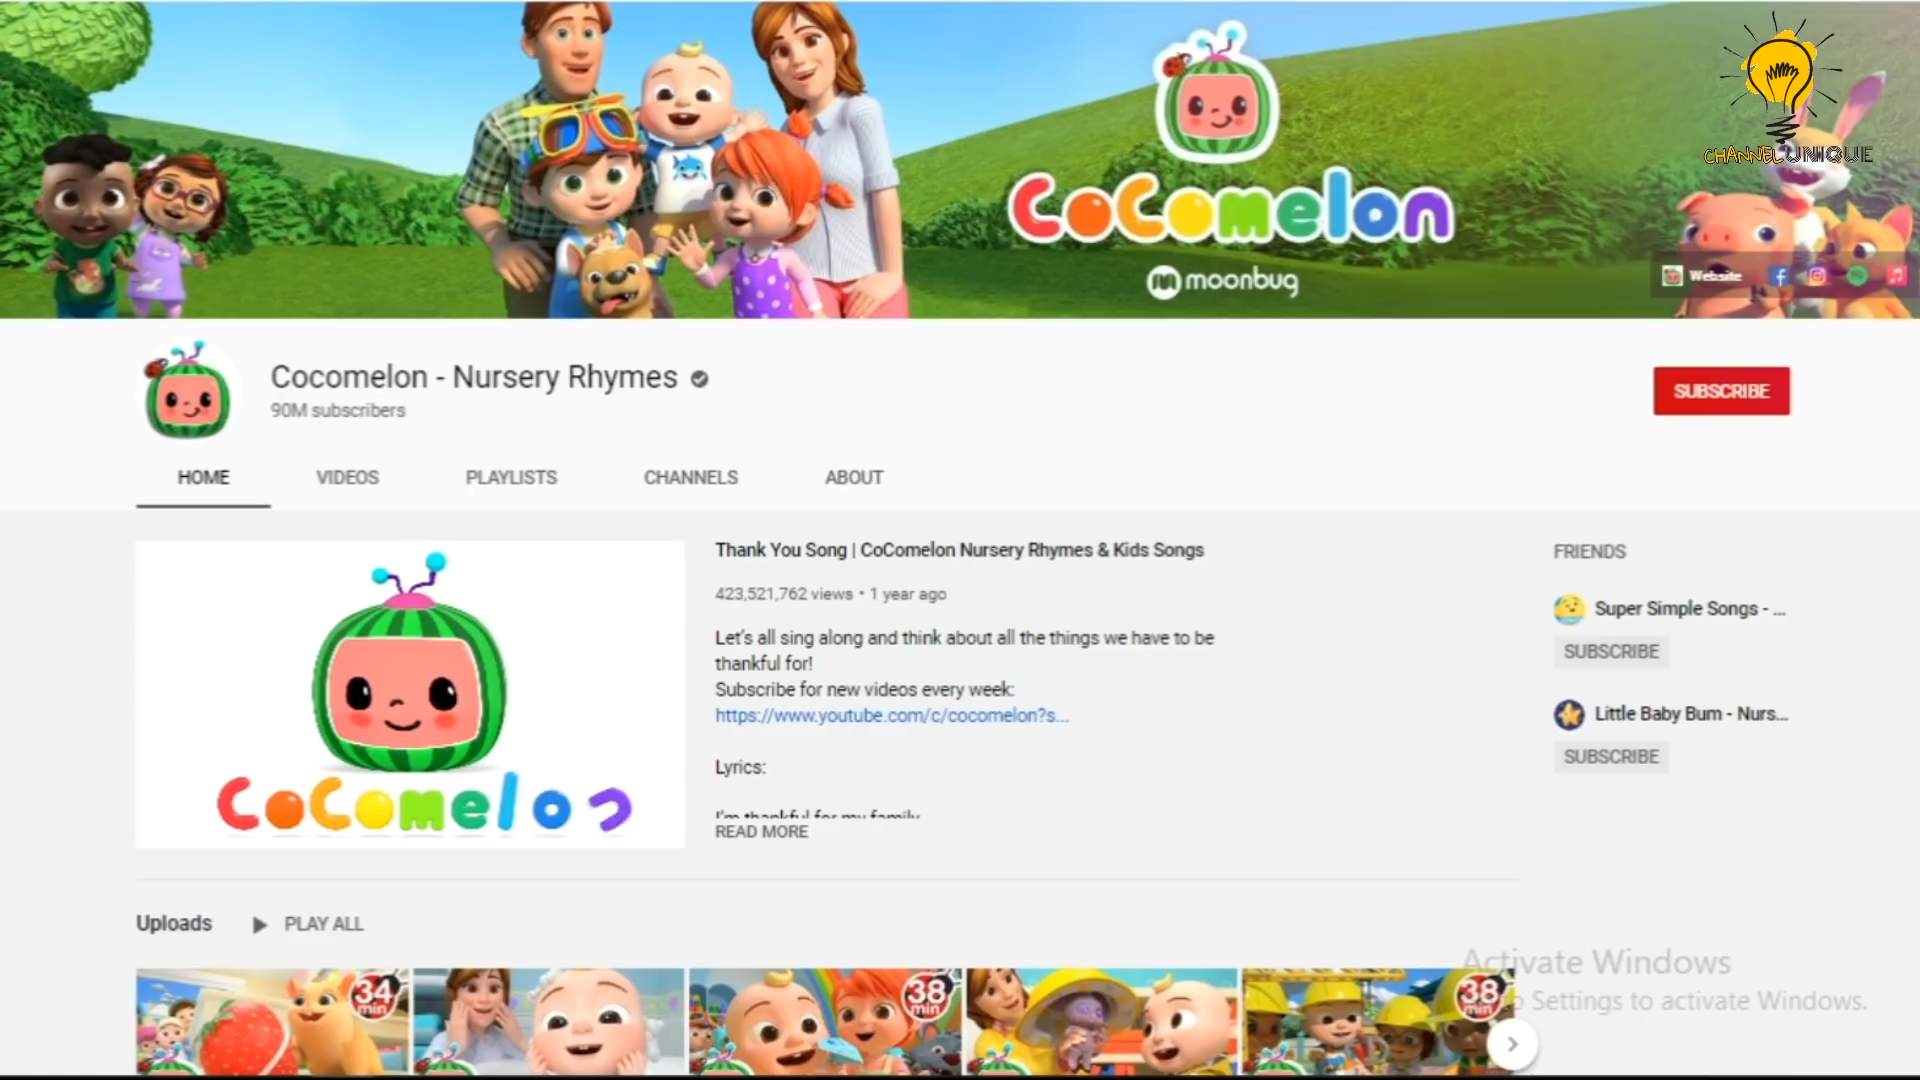 CHANNEL UNIQUE
CoComelon
moonbug
Website
Cocomelon - Nursery Rhymes
90M subscribers
SUBSCRIBE
HOME VIDEOS PLAYLISTS CHANNELS ABOUT
Thank You Song | CoComelon Nursery Rhymes & Kids Songs
423,521,762 views • 1 year ago
Let's all sing along and think about all the things we have to be
thankful for!
Subscribe for new videos every week:
https://www.youtube.com/c/cocomelon?s...
Lyrics:
I'm thankful for my family
READ MORE
CoComelon
FRIENDS
Super Simple Songs - ...
SUBSCRIBE
Little Baby Bum - Nurs...
SUBSCRIBE
Uploads PLAY ALL
34 min
38 min
38 min
Activate Windows
Settings to activate Windows.